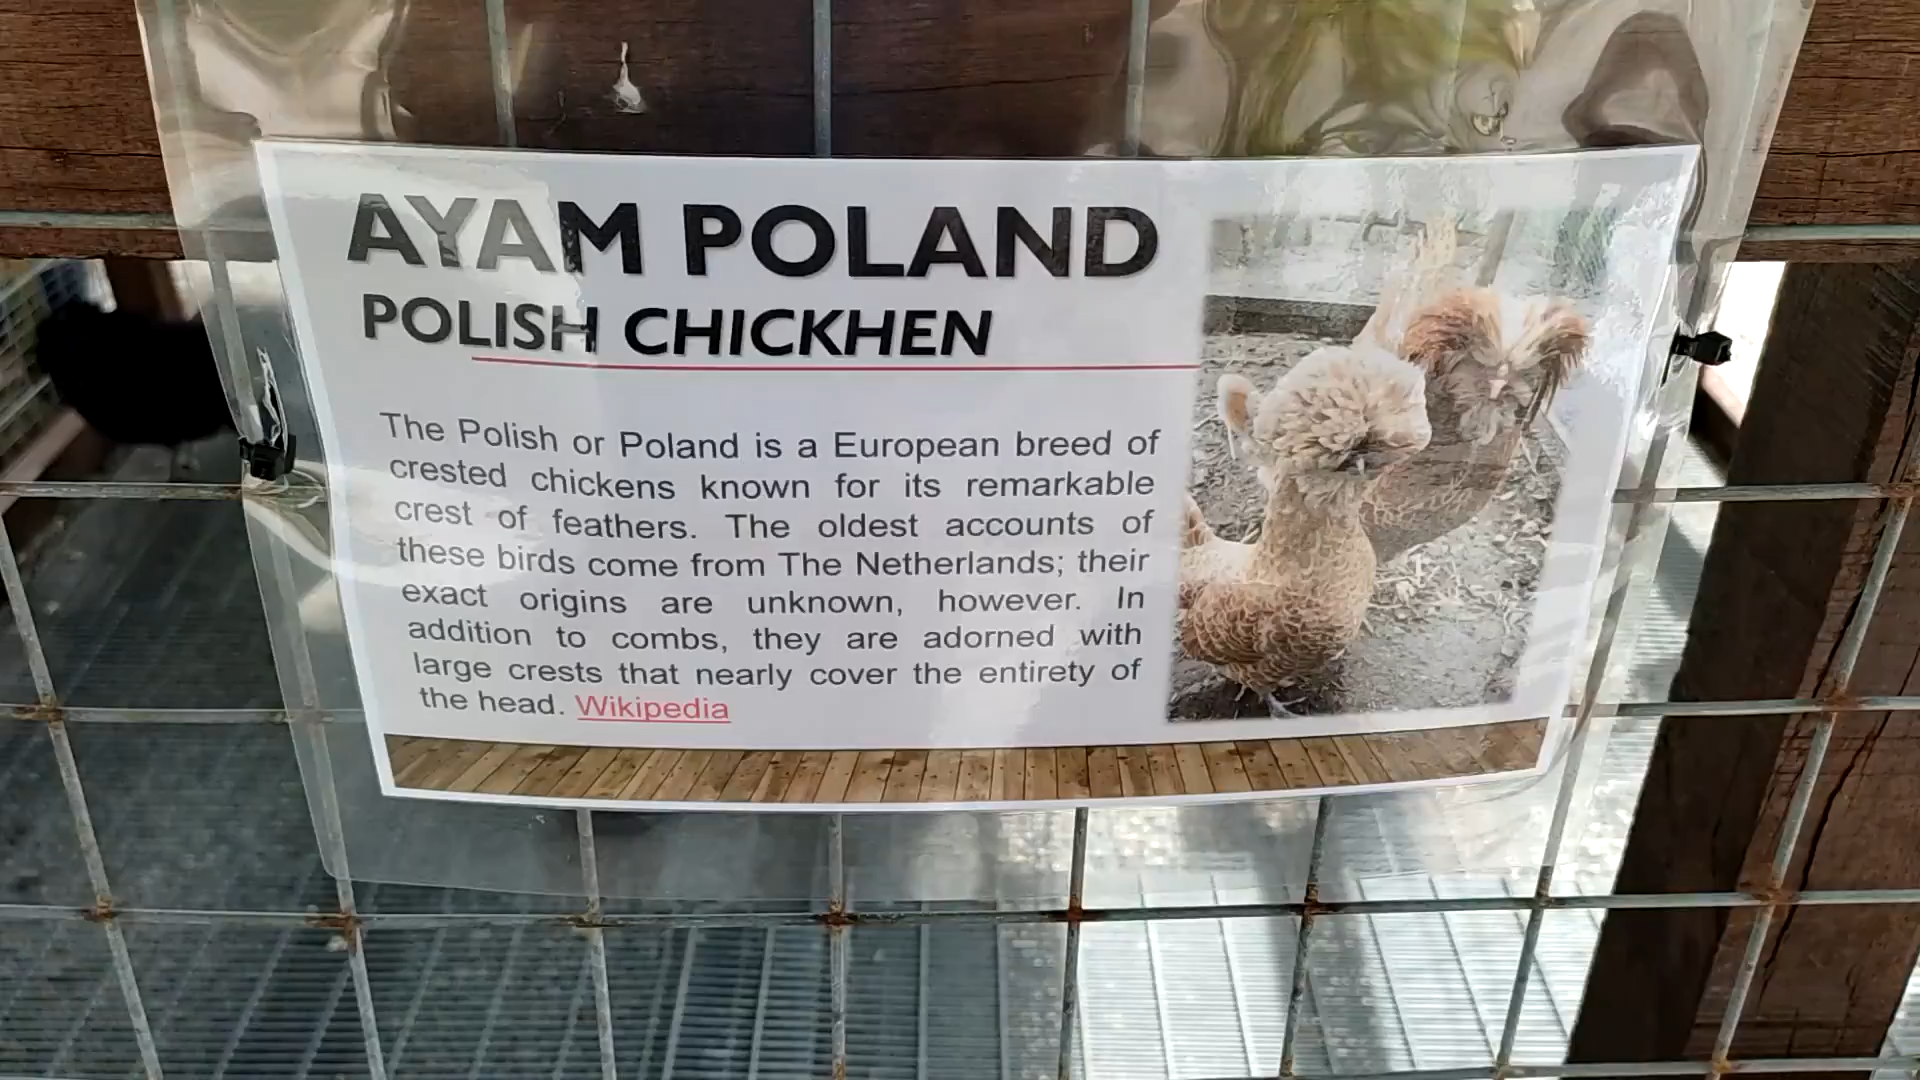 AYAM POLAND
POLISH CHICKHEN
The Polish or Poland is a European breed of
crested chickens known for its remarkable
crest of feathers. The oldest accounts of
these birds come from The Netherlands; their
exact origins are unknown, however. In
addition to combs, they are adorned with
large crests that nearly cover the entirety of
the head. Wikipedia